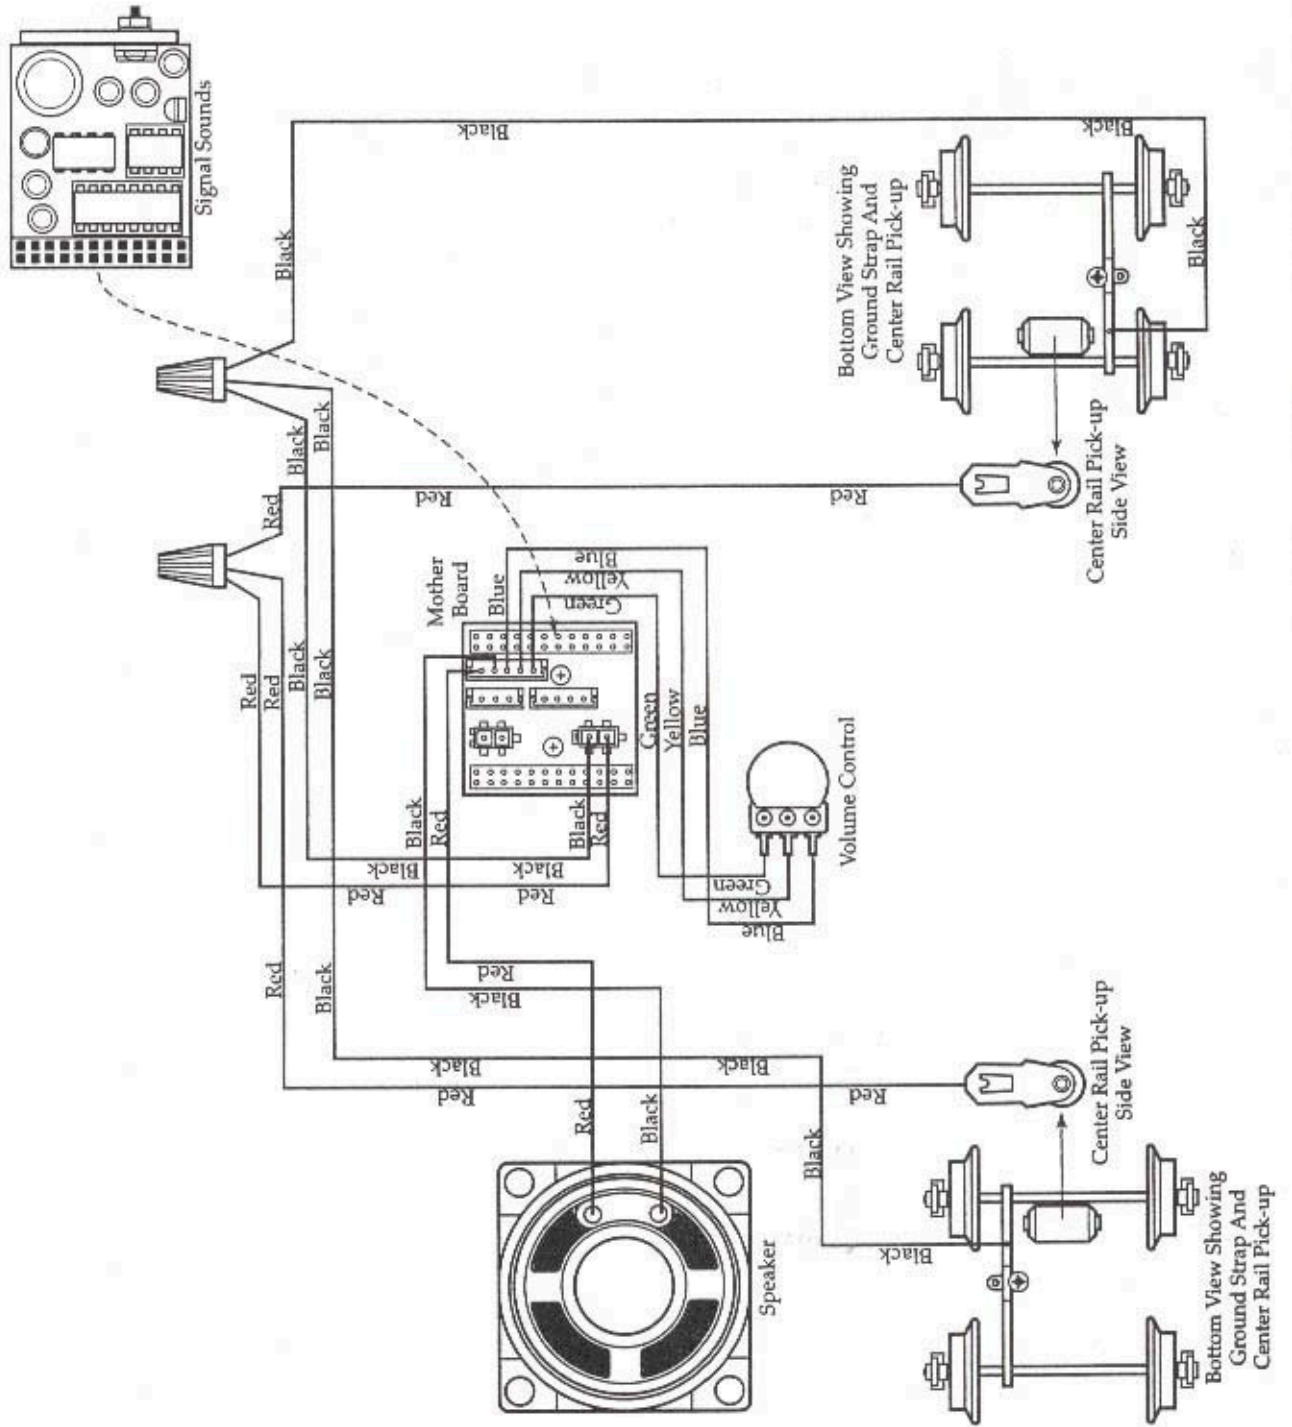 Signal Sounds
Black
Black
Black
Black
Bottom View Showing
Ground Strap And
Center Rail Pick-up
Black
Black
Red
Red
Red
Center Rail Pick-up
Side View
Mother
Board
Blue
Blue
Yellow
Green
Red
Red
Black
Black
Green
Yellow
Blue
Volume Control
Black
Red
Black
Red
Black
Black
Red
Red
Green
Yellow
Blue
Red
Black
Red
Black
Black
Black
Red
Red
Center Rail Pick-up
Side View
Red
Black
Black
Black
Speaker
Bottom View Showing
Ground Strap And
Center Rail Pick-up